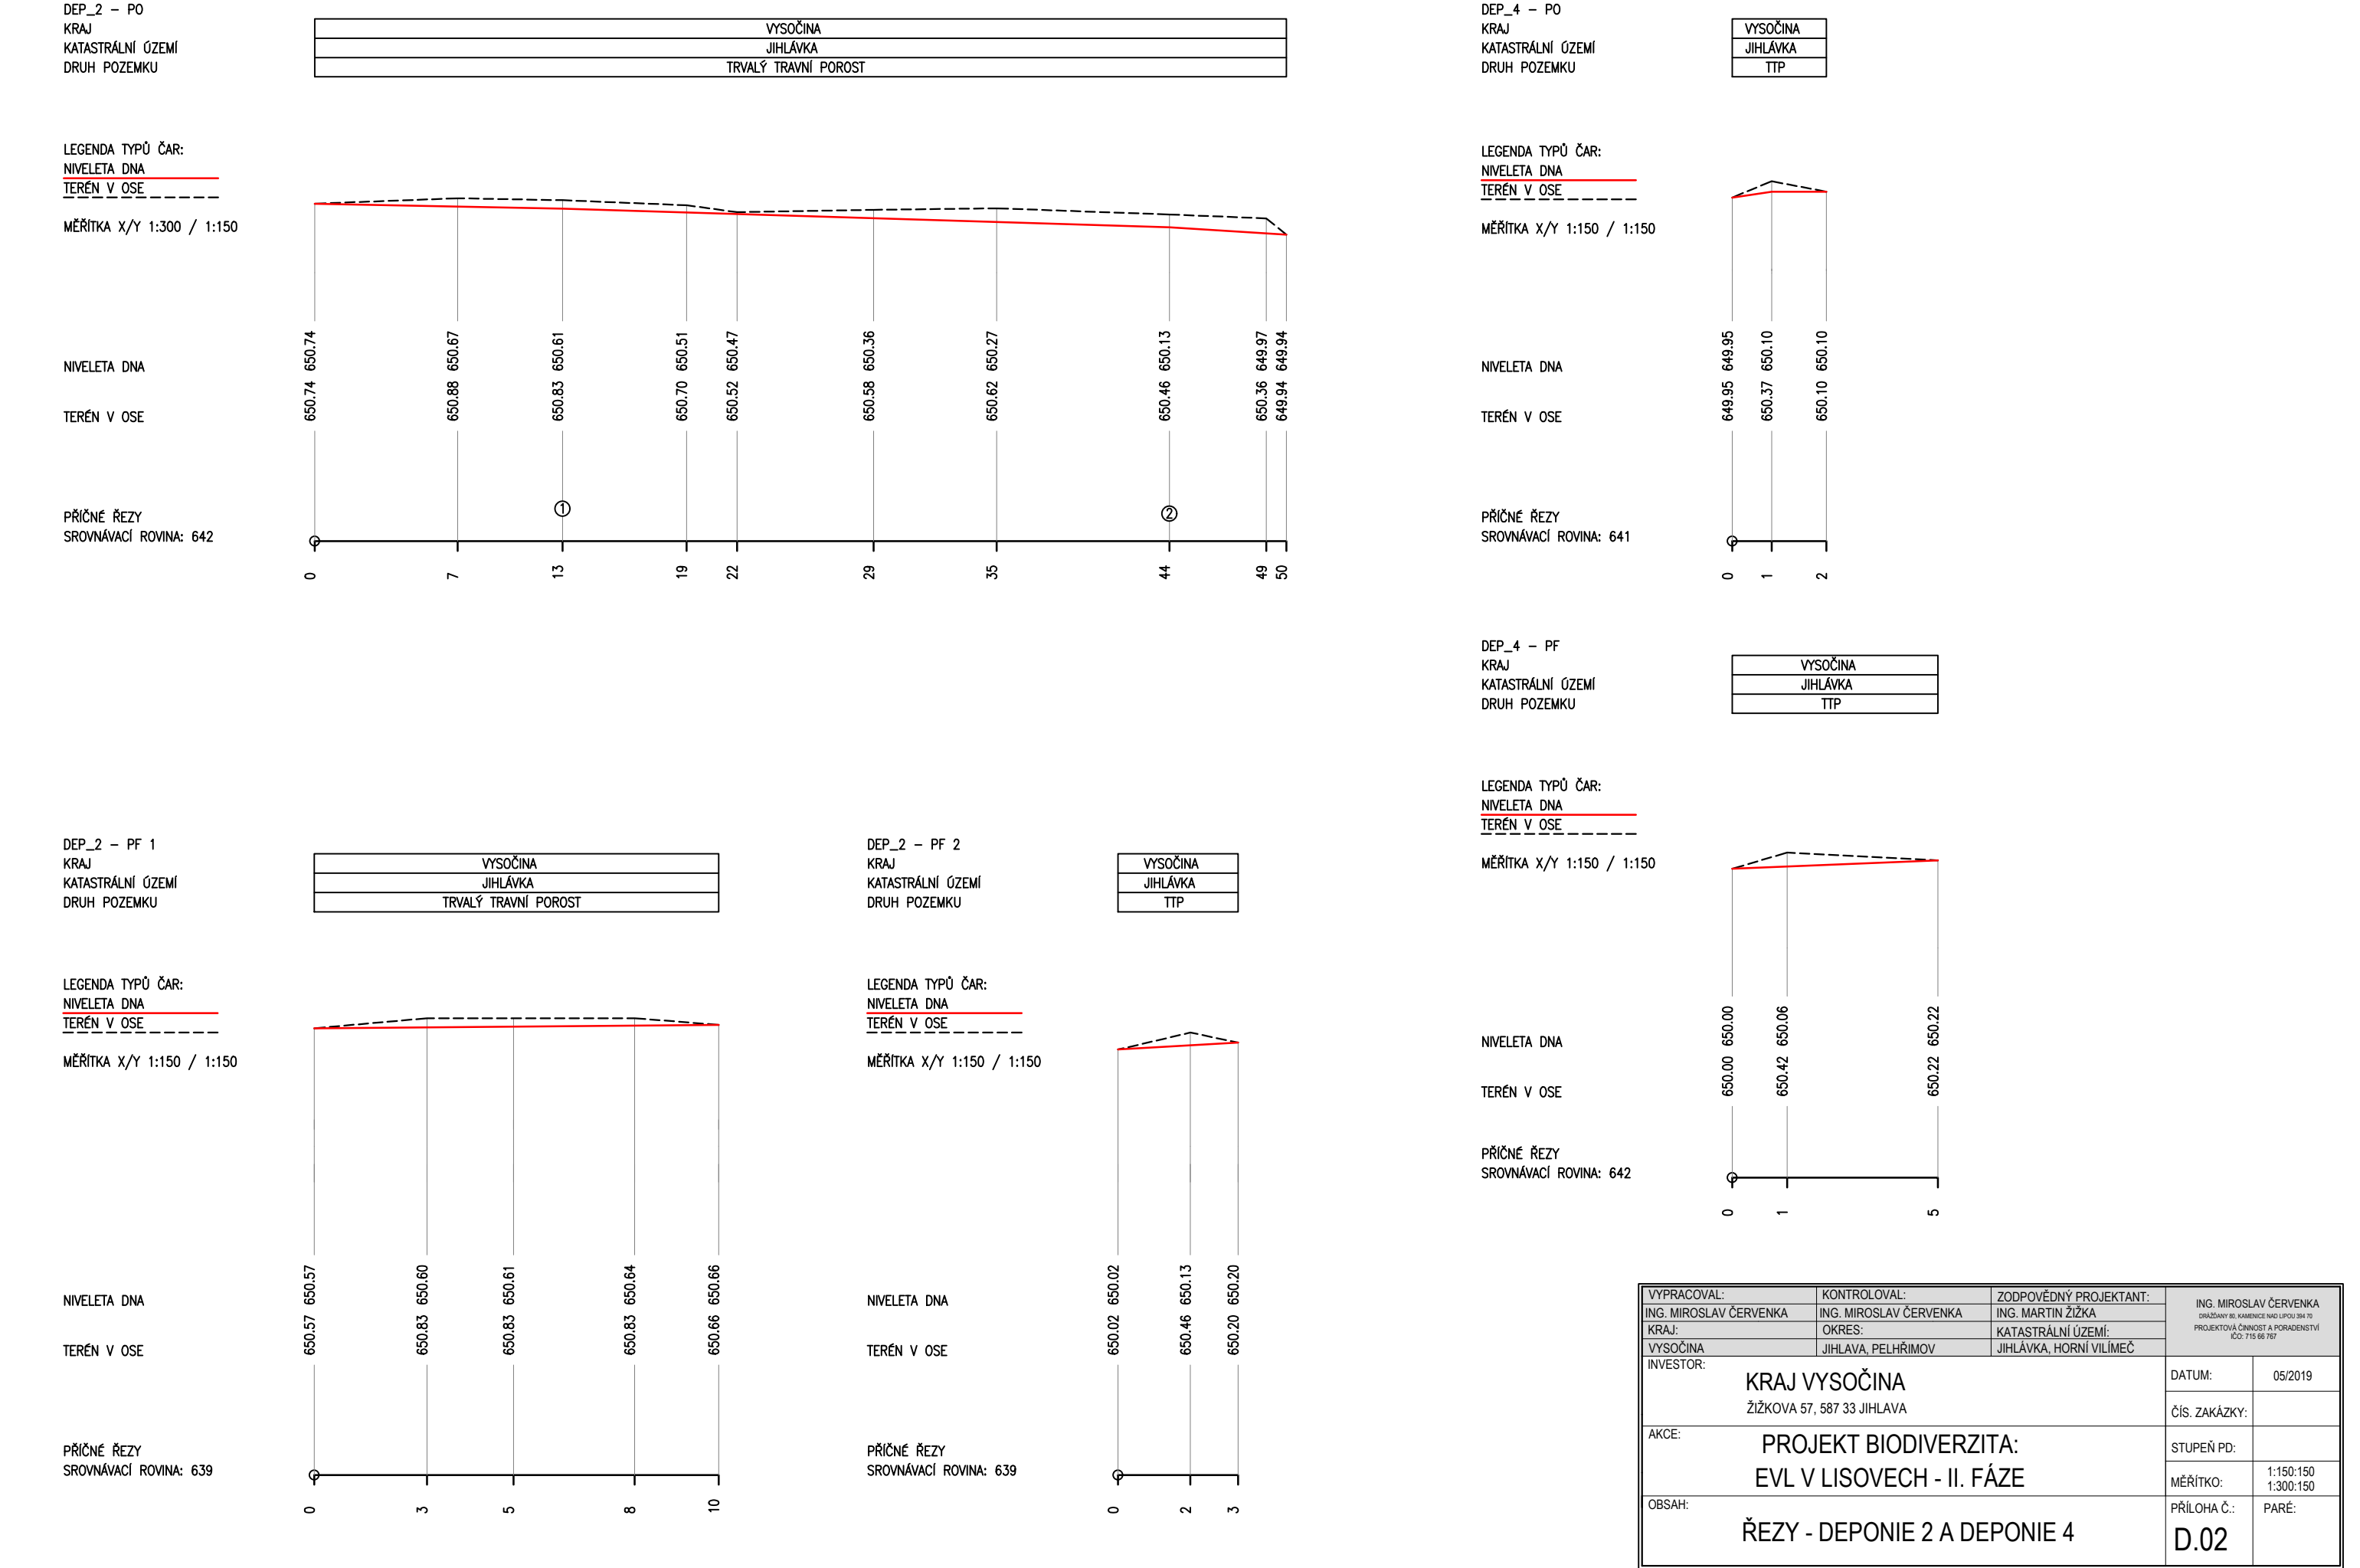 DEP_2 – PO
KRAJ VYSOČINA
KATASTRÁLNÍ ÚZEMÍ JIHLÁVKA
DRUH POZEMKU TRVALÝ TRAVNÍ POROST
LEGENDA TYPŮ ČAR:
NIVELETA DNA
TERÉN V OSE
MĚŘÍTKA X/Y 1:300 / 1:150
NIVELETA DNA 650.74 650.67 650.61 650.51 650.47 650.36 650.27 650.13 649.97 649.94
TERÉN V OSE 650.74 650.88 650.83 650.70 650.52 650.58 650.62 650.46 650.36 649.94
PŘÍČNÉ ŘEZY 1 2
SROVNÁVACÍ ROVINA: 642
0 7 13 19 22 29 35 44 49 50
DEP_4 – PO
KRAJ VYSOČINA
KATASTRÁLNÍ ÚZEMÍ JIHLÁVKA
DRUH POZEMKU TTP
LEGENDA TYPŮ ČAR:
NIVELETA DNA
TERÉN V OSE
MĚŘÍTKA X/Y 1:150 / 1:150
NIVELETA DNA 649.95 650.10 650.10
TERÉN V OSE 649.95 650.37 650.10
PŘÍČNÉ ŘEZY
SROVNÁVACÍ ROVINA: 641
0 1 2
DEP_4 – PF
KRAJ VYSOČINA
KATASTRÁLNÍ ÚZEMÍ JIHLÁVKA
DRUH POZEMKU TTP
LEGENDA TYPŮ ČAR:
NIVELETA DNA
TERÉN V OSE
MĚŘÍTKA X/Y 1:150 / 1:150
NIVELETA DNA 650.00 650.06 650.22
TERÉN V OSE 650.00 650.42 650.22
PŘÍČNÉ ŘEZY
SROVNÁVACÍ ROVINA: 642
0 1 5
DEP_2 – PF 1
KRAJ VYSOČINA
KATASTRÁLNÍ ÚZEMÍ JIHLÁVKA
DRUH POZEMKU TRVALÝ TRAVNÍ POROST
LEGENDA TYPŮ ČAR:
NIVELETA DNA
TERÉN V OSE
MĚŘÍTKA X/Y 1:150 / 1:150
NIVELETA DNA 650.57 650.60 650.61 650.64 650.66
TERÉN V OSE 650.57 650.83 650.83 650.83 650.66
PŘÍČNÉ ŘEZY
SROVNÁVACÍ ROVINA: 639
0 3 5 8 10
DEP_2 – PF 2
KRAJ VYSOČINA
KATASTRÁLNÍ ÚZEMÍ JIHLÁVKA
DRUH POZEMKU TTP
LEGENDA TYPŮ ČAR:
NIVELETA DNA
TERÉN V OSE
MĚŘÍTKA X/Y 1:150 / 1:150
NIVELETA DNA 650.02 650.13 650.20
TERÉN V OSE 650.02 650.46 650.20
PŘÍČNÉ ŘEZY
SROVNÁVACÍ ROVINA: 639
0 2 3
VYPRACOVAL: KONTROLOVAL: ZODPOVĚDNÝ PROJEKTANT:
ING. MIROSLAV ČERVENKA ING. MIROSLAV ČERVENKA ING. MARTIN ŽIŽKA
KRAJ: OKRES: KATASTRÁLNÍ ÚZEMÍ:
VYSOČINA JIHLAVA, PELHŘIMOV JIHLÁVKA, HORNÍ VILÍMEČ
ING. MIROSLAV ČERVENKA
DRÁŽĎANY 80, KAMENICE NAD LIPOU 394 70
PROJEKTOVÁ ČINNOST A PORADENSTVÍ
IČO: 715 66 767
INVESTOR:
KRAJ VYSOČINA
ŽIŽKOVA 57, 587 33 JIHLAVA
DATUM: 05/2019
ČÍS. ZAKÁZKY:
AKCE:
PROJEKT BIODIVERZITA:
EVL V LISOVECH - II. FÁZE
STUPEŇ PD:
MĚŘÍTKO: 1:150:150
1:300:150
OBSAH:
ŘEZY - DEPONIE 2 A DEPONIE 4
PŘÍLOHA Č.: PARÉ:
D.02